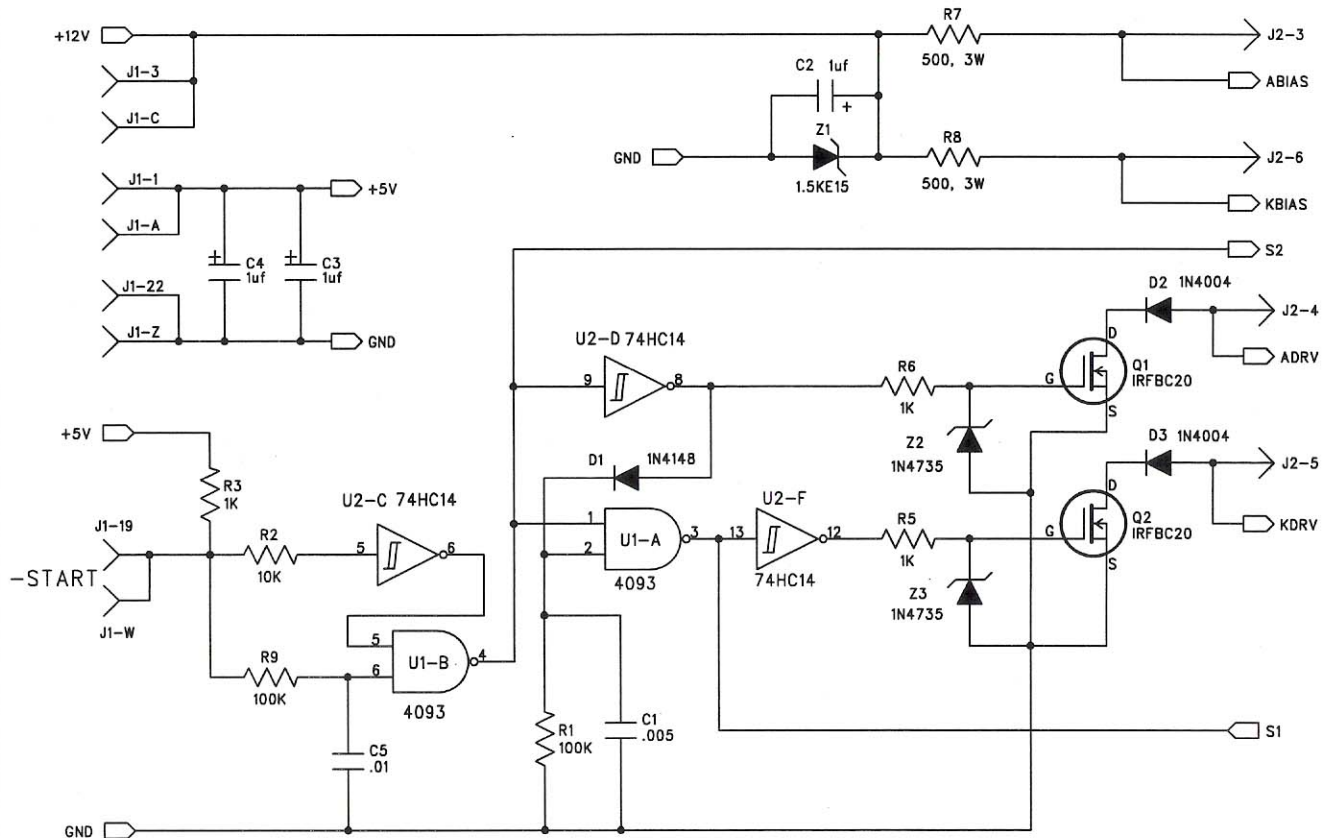 +12V
R7
J2-3
500, 3W
J1-3
C2 1uf
ABIAS
+
J1-C
Z1
R8
GND
J2-6
1.5KE15
500, 3W
J1-1
+5V
KBIAS
J1-A
S2
+ C4 1uf
+ C3 1uf
J1-22
D2 1N4004
J1-Z
GND
J2-4
U2-D 74HC14
D
ADRV
9
8
R6
1K
G
Q1
IRFBC20
S
+5V
Z2
1N4735
D3 1N4004
D1 1N4148
J2-5
R3
1K
U2-C 74HC14
U2-F
D
KDRV
J1-19
R2
10K
5
6
1
2
U1-A
3
13
12
R5
1K
G
Q2
IRFBC20
S
-START
4093
74HC14
Z3
1N4735
J1-W
5
6
U1-B
4
R9
100K
4093
R1
100K
C1
.005
S1
C5
.01
GND